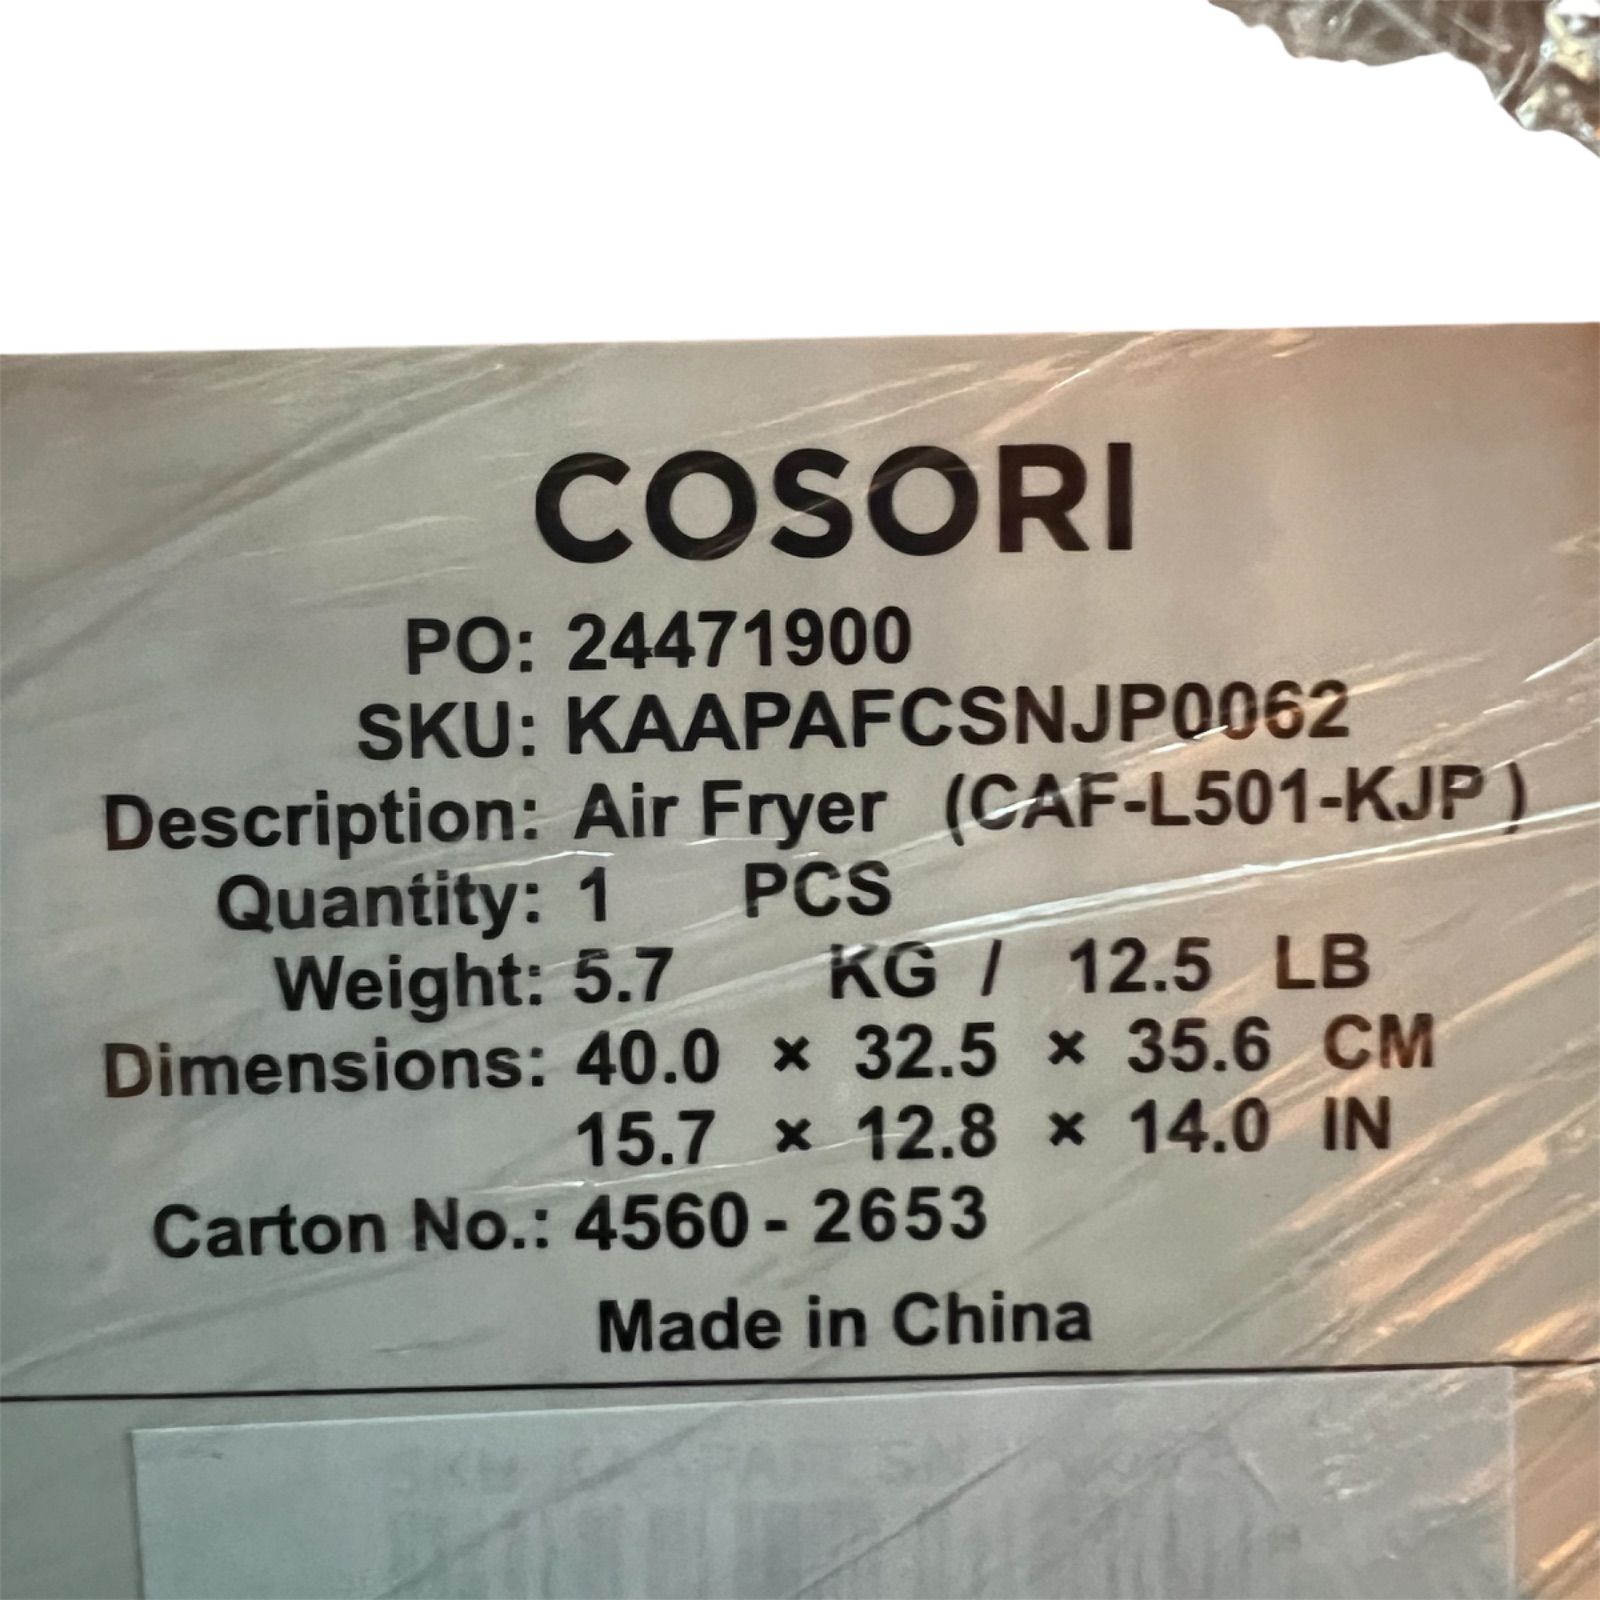 COSORI
PO: 24471900
SKU: KAAPAFCSNJP0062
Description: Air Fryer (CAF-L501-KJP )
Quantity: 1 PCS
Weight: 5.7 KG / 12.5 LB
Dimensions: 40.0 × 32.5 × 35.6 CM
15.7 × 12.8 × 14.0 IN
Carton No.: 4560 - 2653
Made in China